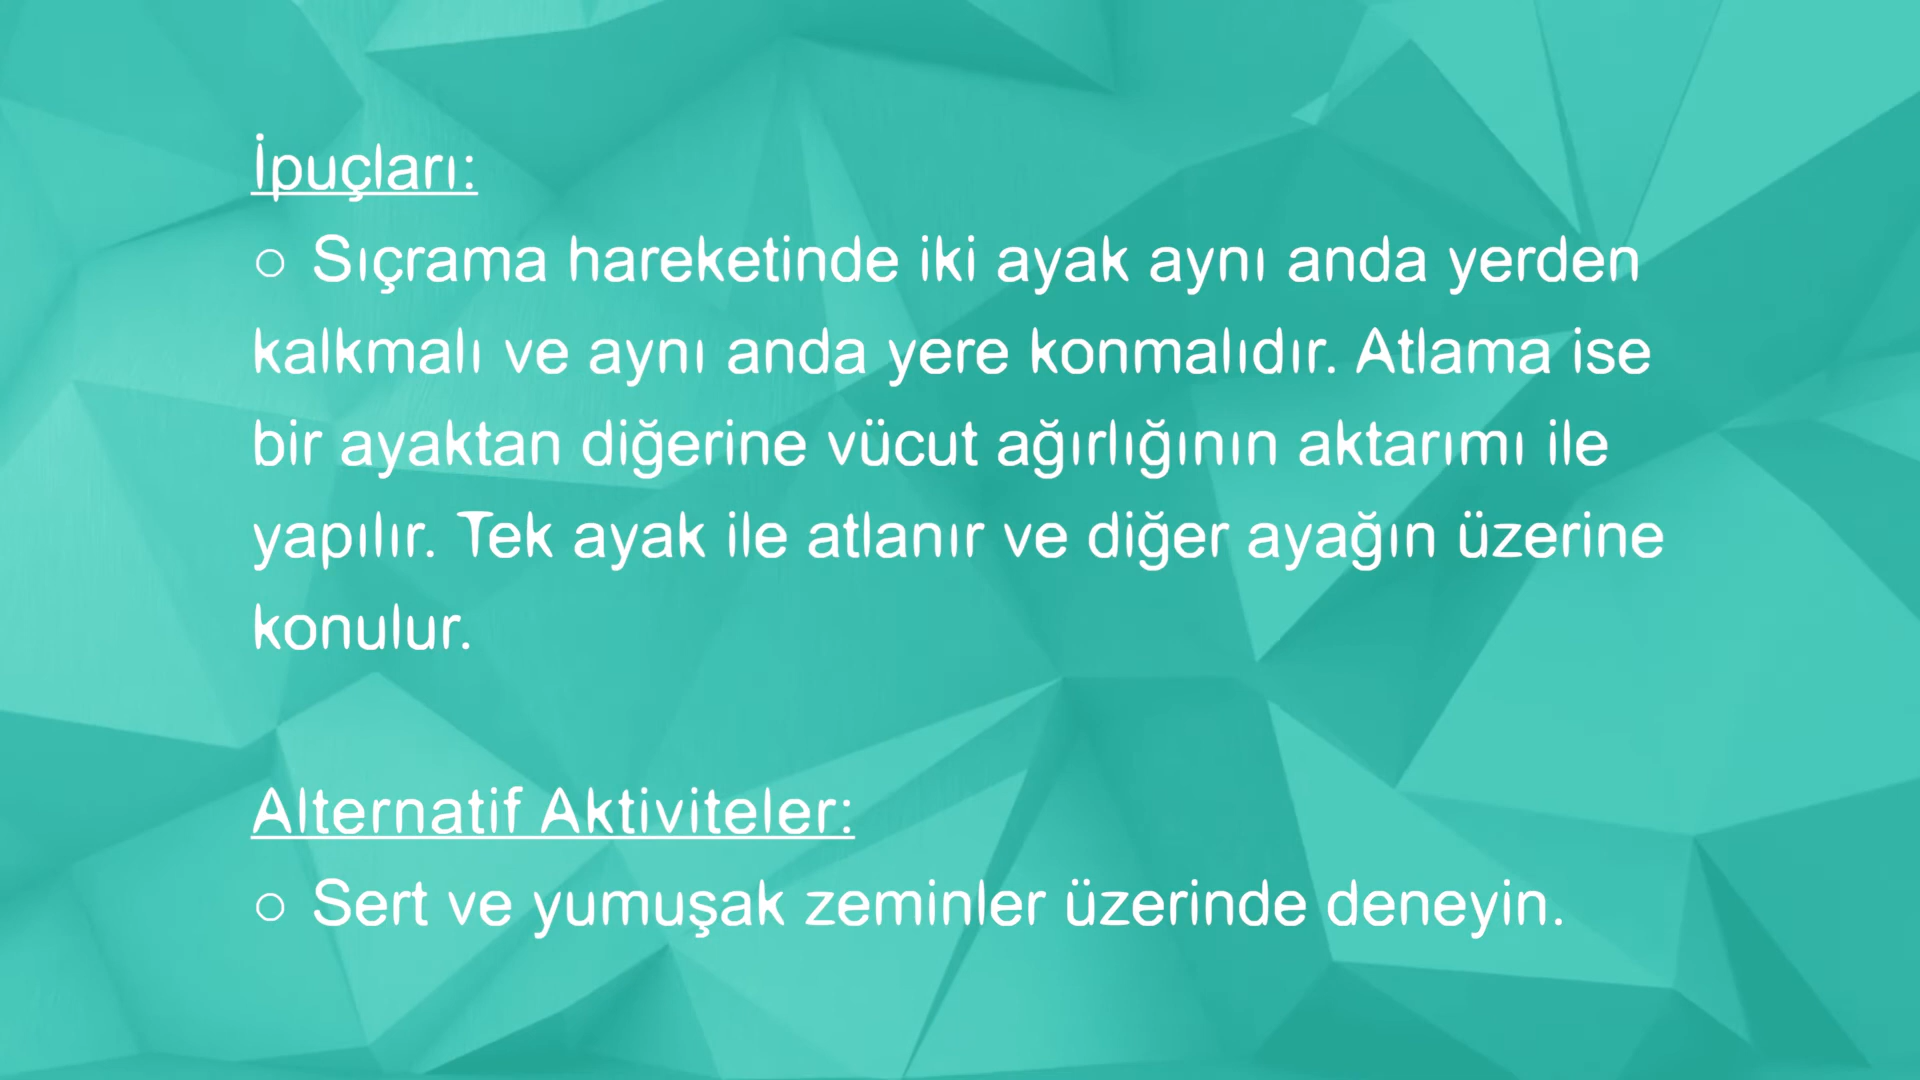 İpuçları:
○ Sıçrama hareketinde iki ayak aynı anda yerden
kalkmalı ve aynı anda yere konmalıdır. Atlama ise
bir ayaktan diğerine vücut ağırlığının aktarımı ile
yapılır. Tek ayak ile atlanır ve diğer ayağın üzerine
konulur.
Alternatif Aktiviteler:
○ Sert ve yumuşak zeminler üzerinde deneyin.